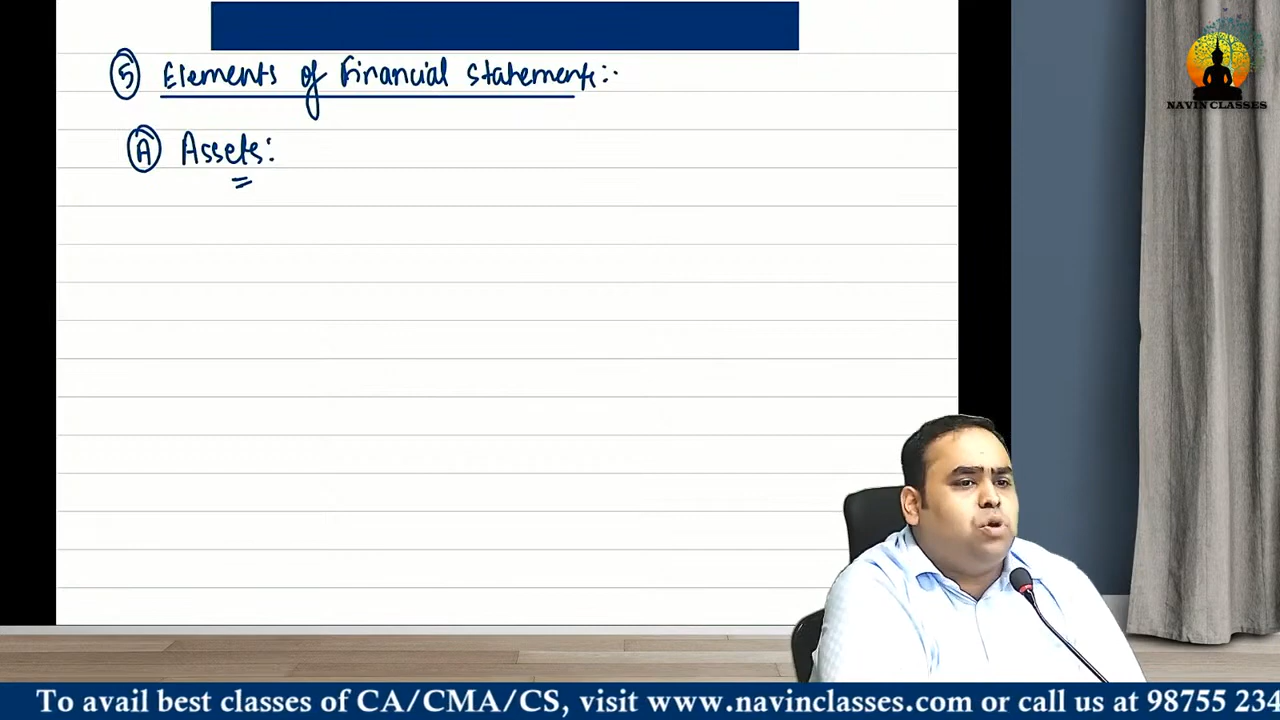 ⑤ Elements of Financial Statements:-
Ⓐ Assets:
NAVIN CLASSES
To avail best classes of CA/CMA/CS, visit www.navinclasses.com or call us at 98755 234